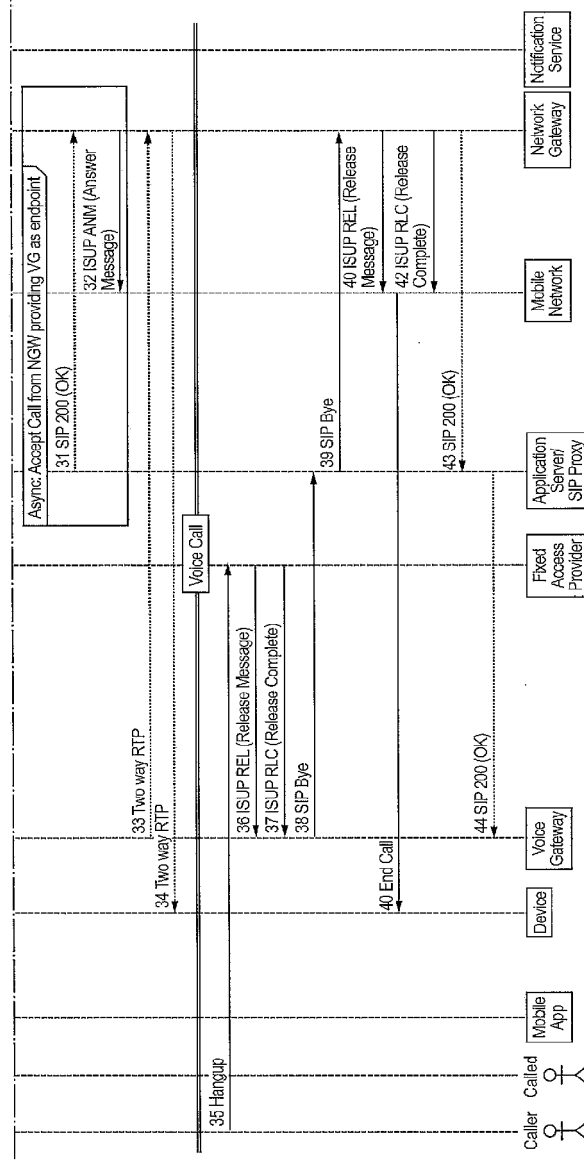 Async: Accept Call from NGW providing VG as endpoint
31 SIP 200 (OK)
32 ISUP ANM (Answer
Message)
33 Two way RTP
34 Two way RTP
Voice Call
35 Hangup
36 ISUP REL (Release Message)
37 ISUP RLC (Release Complete)
38 SIP Bye
39 SIP Bye
40 ISUP REL (Release
Message)
40 End Call
42 ISUP RLC (Release
Complete)
43 SIP 200 (OK)
44 SIP 200 (OK)
Caller
Called
Mobile
App
Device
Voice
Gateway
Fixed
Access
Provider
Application
Server/
SIP Proxy
Mobile
Network
Network
Gateway
Notification
Service